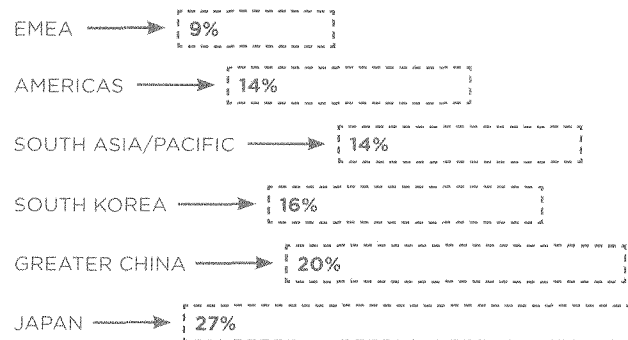 EMEA 9%
AMERICAS 14%
SOUTH ASIA/PACIFIC 14%
SOUTH KOREA 16%
GREATER CHINA 20%
JAPAN 27%